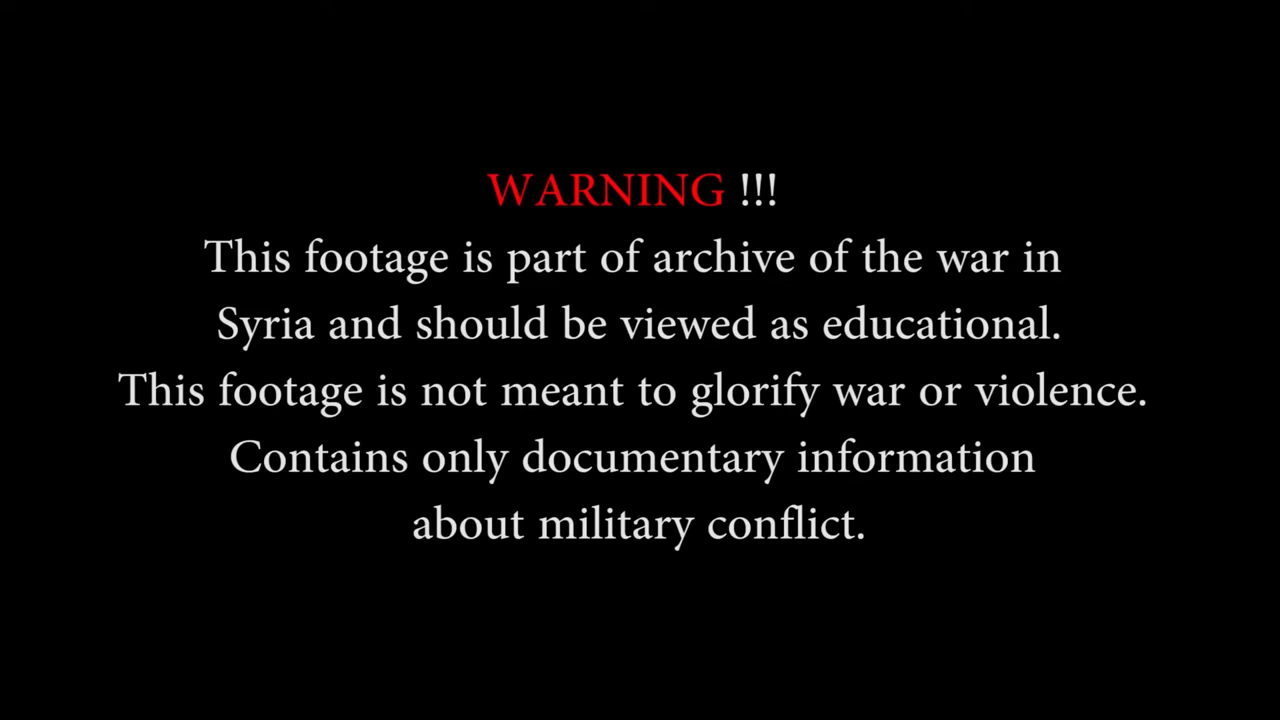 WARNING !!!
This footage is part of archive of the war in
Syria and should be viewed as educational.
This footage is not meant to glorify war or violence.
Contains only documentary information
about military conflict.